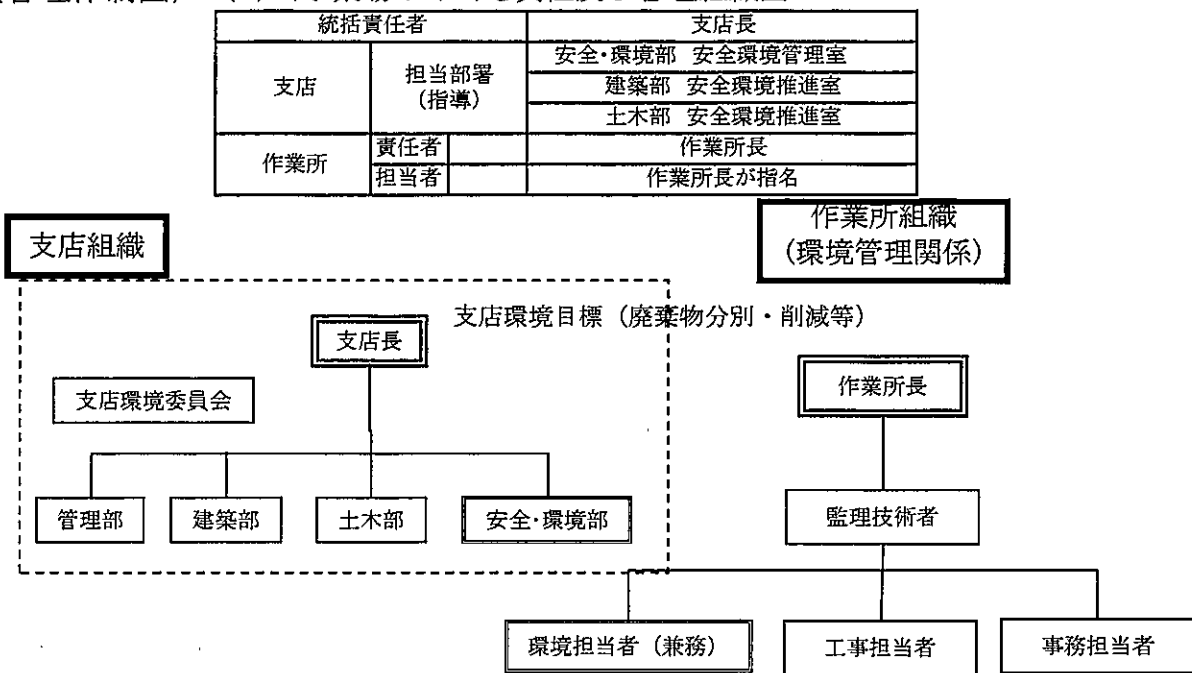 統括責任者 支店長
支店 担当部署 (指導) 安全・環境部 安全環境管理室
建築部 安全環境推進室
土木部 安全環境推進室
作業所 責任者 作業所長
担当者 作業所長が指名
支店組織
作業所組織
(環境管理関係)
支店環境目標(廃棄物分別・削減等)
支店長
支店環境委員会
作業所長
管理部 建築部 土木部 安全・環境部
監理技術者
環境担当者(兼務) 工事担当者 事務担当者